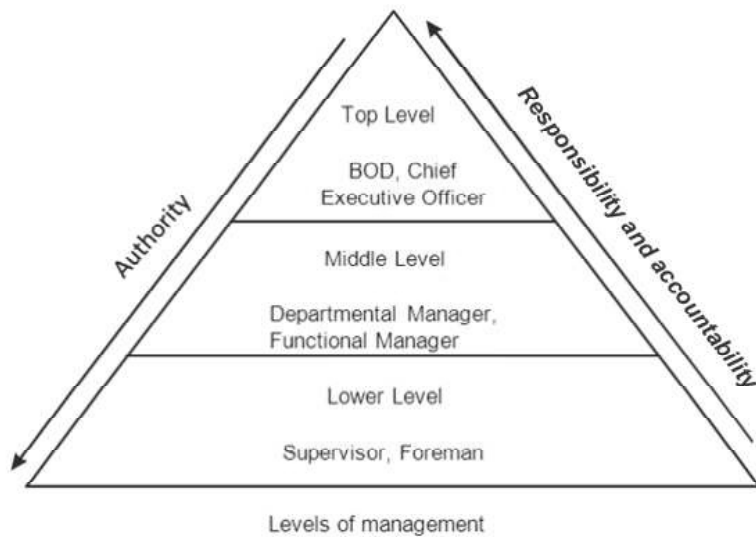 Top Level
BOD, Chief
Executive Officer
Authority
Responsibility and accountability
Middle Level
Departmental Manager,
Functional Manager
Lower Level
Supervisor, Foreman
Levels of management